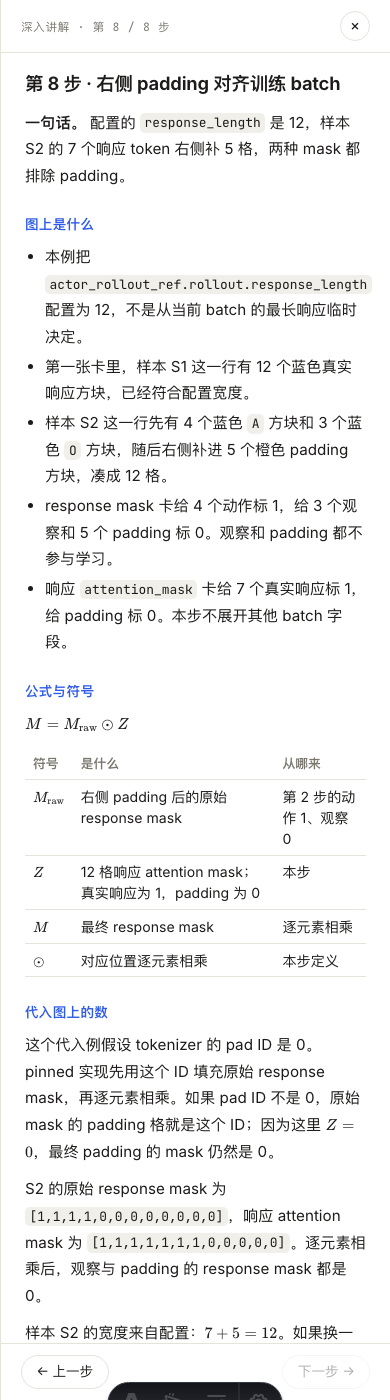 深入讲解 · 第 8 / 8 步
×
第 8 步 · 右侧 padding 对齐训练 batch
一句话。 配置的 response_length 是 12，样本
S2 的 7 个响应 token 右侧补 5 格，两种 mask 都
排除 padding。
图上是什么
• 本例把
actor_rollout_ref.rollout.response_length
配置为 12，不是从当前 batch 的最长响应临时
决定。
• 第一张卡里，样本 S1 这一行有 12 个蓝色真实
响应方块，已经符合配置宽度。
• 样本 S2 这一行先有 4 个蓝色 A 方块和 3 个蓝
色 O 方块，随后右侧补进 5 个橙色 padding
方块，凑成 12 格。
• response mask 卡给 4 个动作标 1，给 3 个观
察和 5 个 padding 标 0。观察和 padding 都不
参与学习。
• 响应 attention_mask 卡给 7 个真实响应标 1，
给 padding 标 0。本步不展开其他 batch 字
段。
公式与符号
M = M_raw ⊙ Z
符号 是什么 从哪来
M_raw 右侧 padding 后的原始 第 2 步的动
response mask 作 1、观察
0
Z 12 格响应 attention mask； 本步
真实响应为 1，padding 为 0
M 最终 response mask 逐元素相乘
⊙ 对应位置逐元素相乘 本步定义
代入图上的数
这个代入例假设 tokenizer 的 pad ID 是 0。
pinned 实现先用这个 ID 填充原始 response
mask，再逐元素相乘。如果 pad ID 不是 0，原始
mask 的 padding 格就是这个 ID；因为这里 Z =
0，最终 padding 的 mask 仍然是 0。
S2 的原始 response mask 为
[1,1,1,1,0,0,0,0,0,0,0,0]，响应 attention
mask 为 [1,1,1,1,1,1,1,0,0,0,0,0]。逐元素相
乘后，观察与 padding 的 response mask 都是
0。
样本 S2 的宽度来自配置：7 + 5 = 12。如果换一
← 上一步
下一步 →